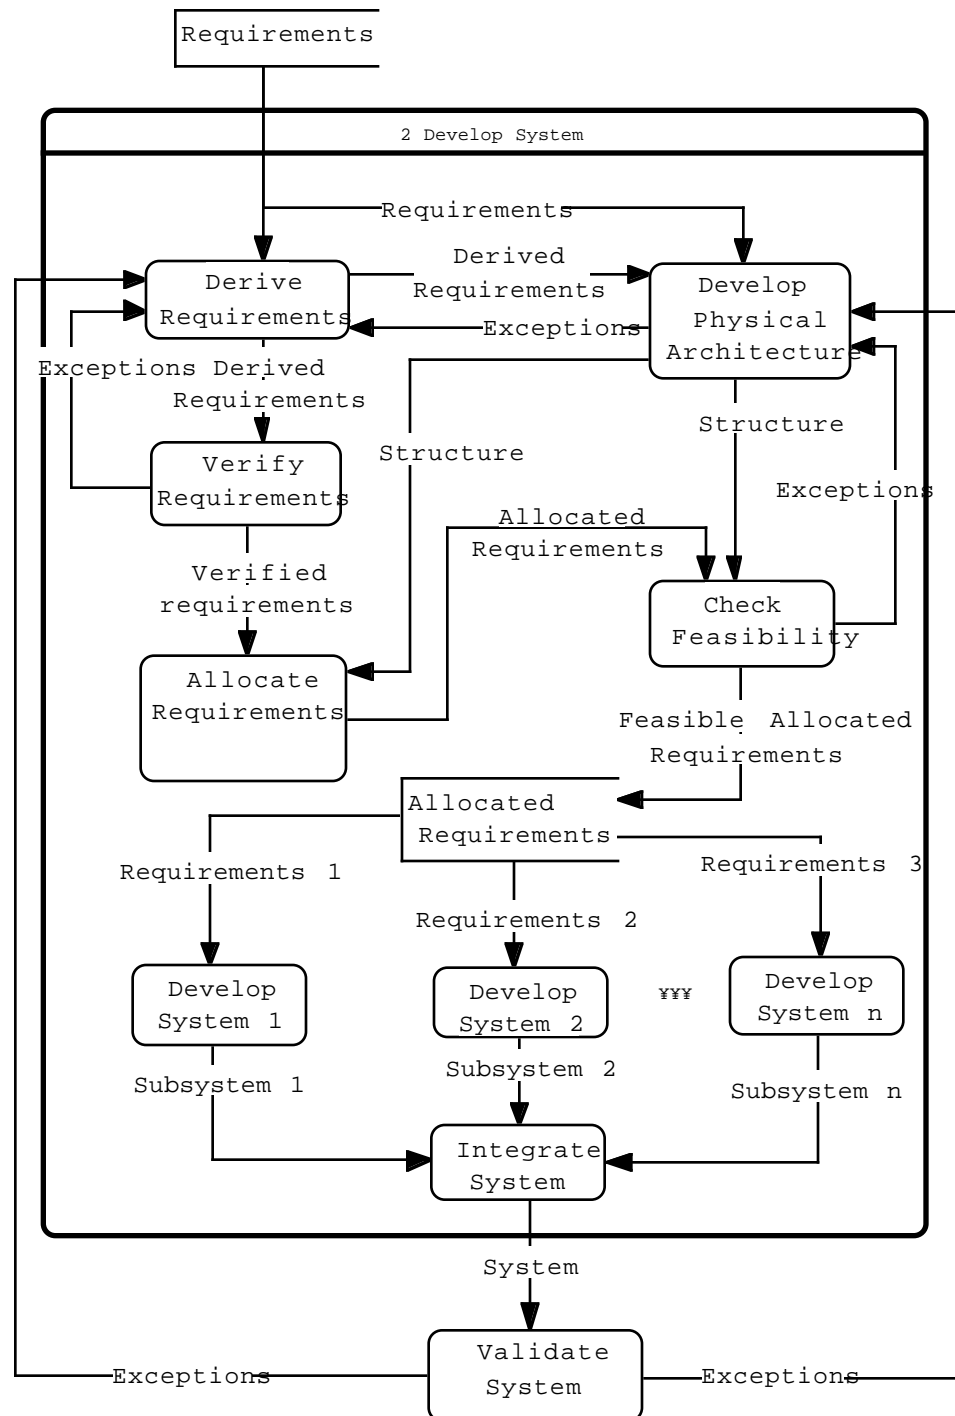 Requirements
2 Develop System
Requirements
Derived
Requirements
Derive
Requirements
Develop
Physical
Architecture
Exceptions
Exceptions
Derived
Requirements
Structure
Structure
Verify
Requirements
Exceptions
Allocated
Requirements
Verified
requirements
Check
Feasibility
Allocate
Requirements
Feasible Allocated
Requirements
Allocated
Requirements
Requirements 1
Requirements 2
Requirements 3
Develop
System 1
Develop
System 2
¥¥¥
Develop
System n
Subsystem 1
Subsystem 2
Subsystem n
Integrate
System
System
Validate
System
Exceptions
Exceptions